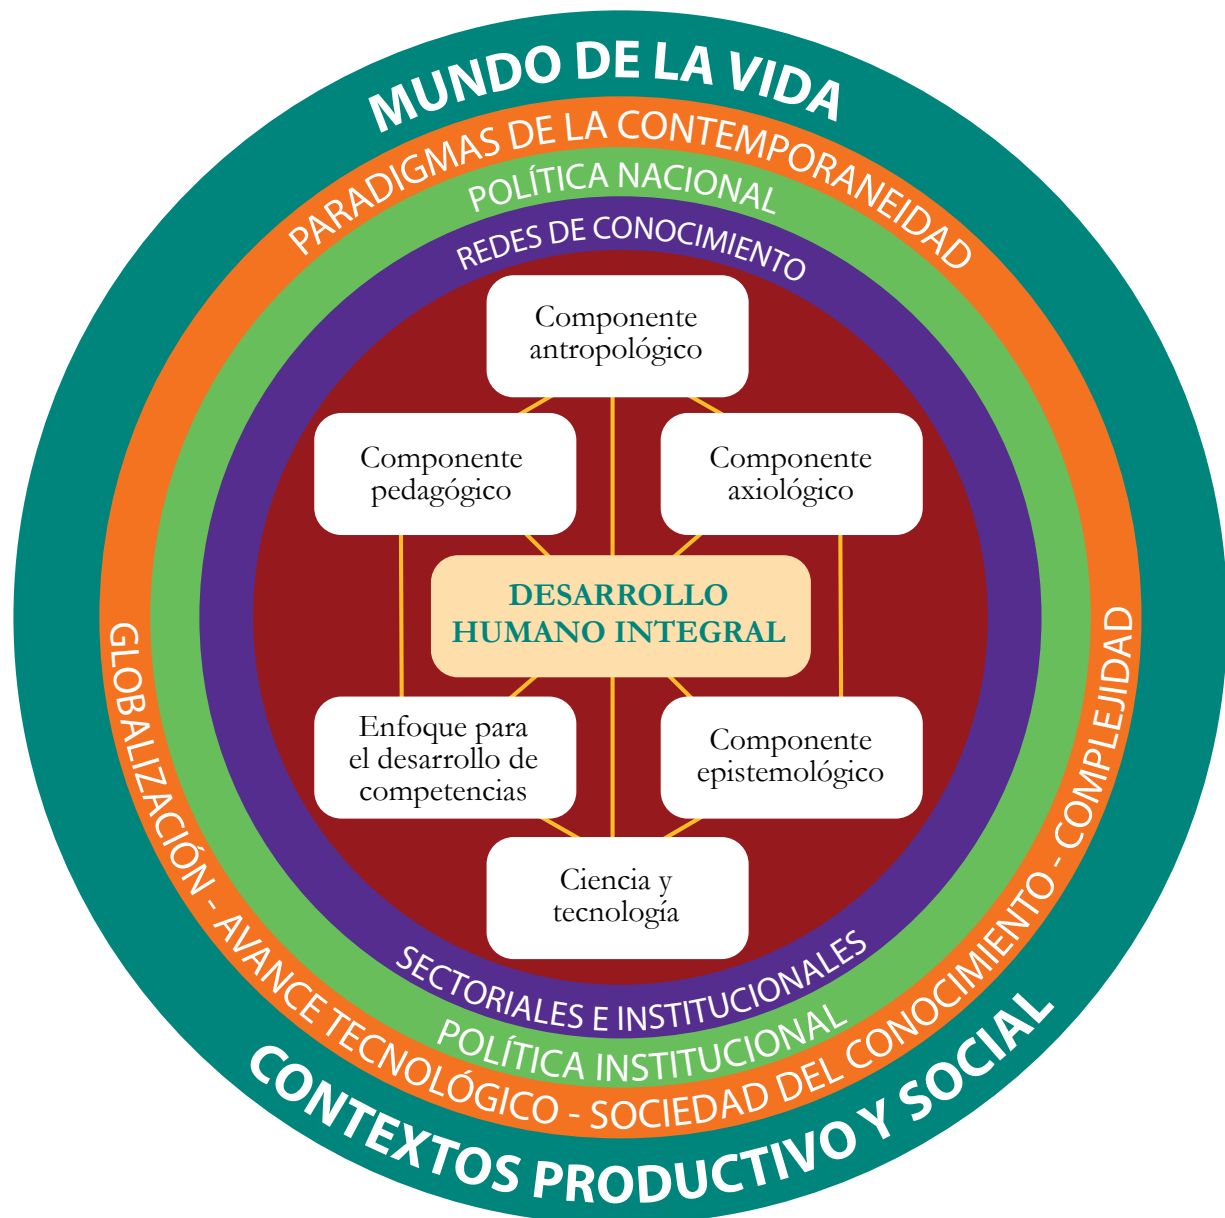 MUNDO DE LA VIDA
PARADIGMAS DE LA CONTEMPORANEIDAD
POLÍTICA NACIONAL
REDES DE CONOCIMIENTO
Componente
antropológico
Componente
pedagógico
Componente
axiológico
DESARROLLO
HUMANO INTEGRAL
Enfoque para
el desarrollo de
competencias
Componente
epistemológico
Ciencia y
tecnología
SECTORIALES E INSTITUCIONALES
POLÍTICA INSTITUCIONAL
GLOBALIZACIÓN - AVANCE TECNOLÓGICO - SOCIEDAD DEL CONOCIMIENTO - COMPLEJIDAD
CONTEXTOS PRODUCTIVO Y SOCIAL